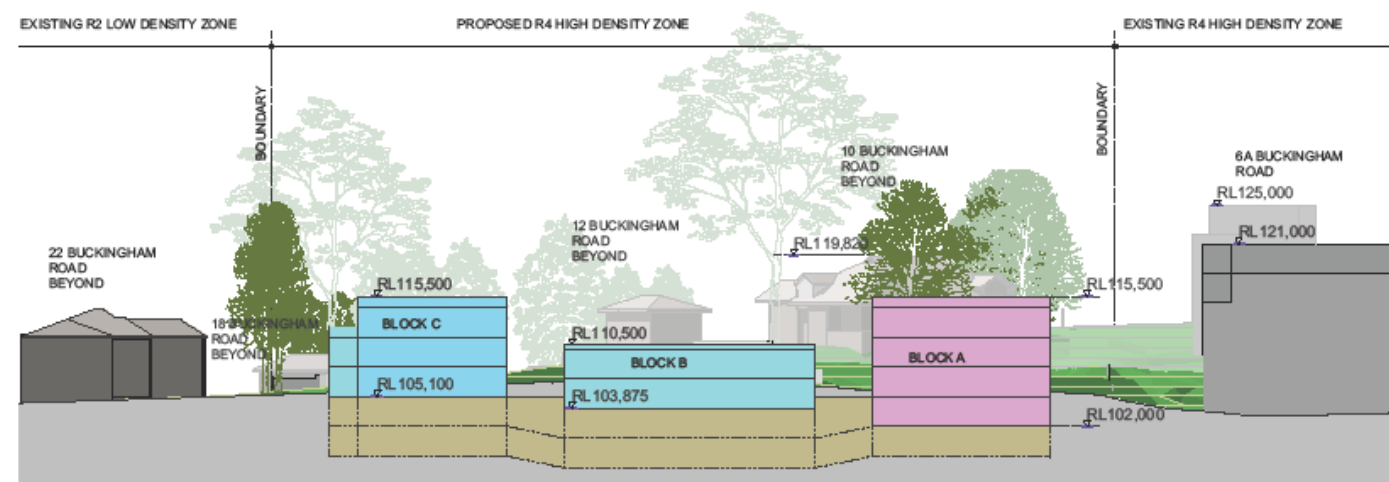 EXISTING R2 LOW DENSITY ZONE
PROPOSED R4 HIGH DENSITY ZONE
EXISTING R4 HIGH DENSITY ZONE
BOUNDARY
BOUNDARY
10 BUCKINGHAM
ROAD
BEYOND
6A BUCKINGHAM
ROAD
RL125,000
RL121,000
12 BUCKINGHAM
ROAD
BEYOND
RL119,820
22 BUCKINGHAM
ROAD
BEYOND
RL115,500
RL115,500
18 BUCKINGHAM
ROAD
BEYOND
BLOCK C
RL110,500
BLOCK B
BLOCK A
RL105,100
RL103,875
RL102,000